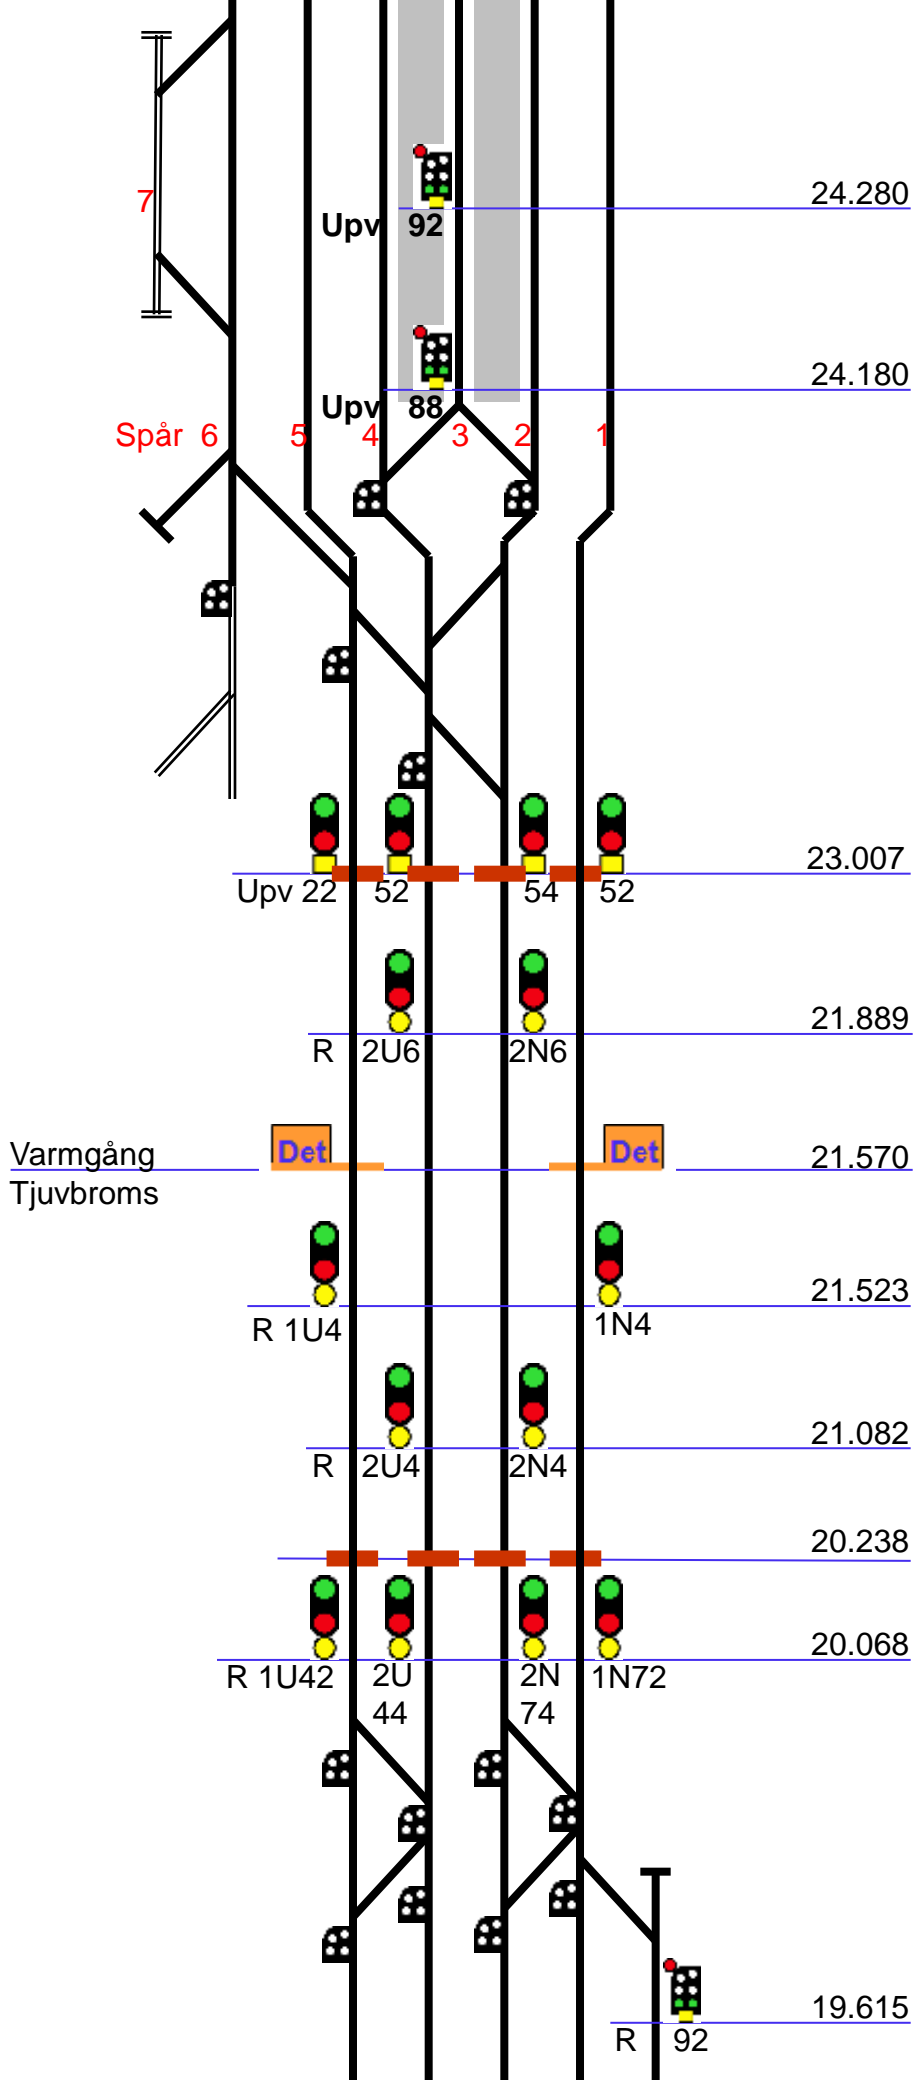 24.280
7
Upv 92
24.180
Upv 88
Spår 6 5 4 3 2 1
23.007
Upv 22 52 54 52
21.889
R 2U6 2N6
Varmgång Det Det 21.570
Tjuvbroms
21.523
R 1U4 1N4
21.082
R 2U4 2N4
20.238
20.068
R 1U42 2U 2N 1N72
44 74
19.615
R 92